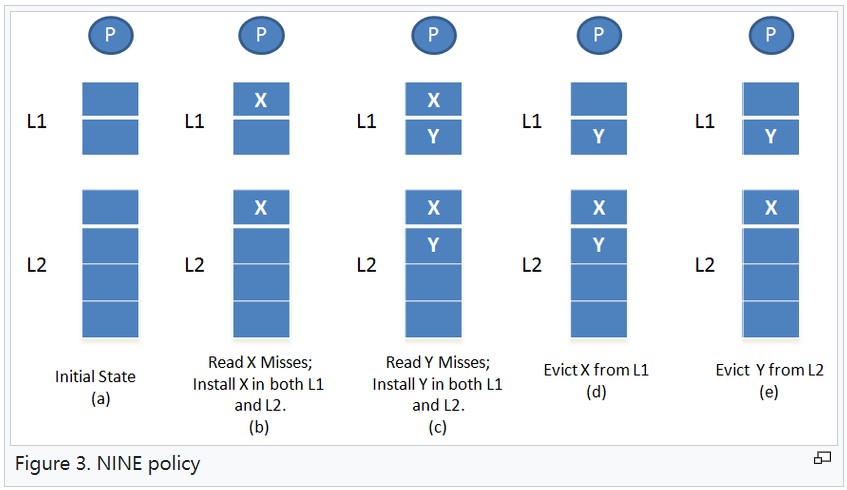 P P P P P
L1 L1 X L1 X L1 L1
Y Y Y
L2 L2 X L2 X L2 X L2 X
Y Y
Initial State
(a)
Read X Misses;
Install X in both L1
and L2.
(b)
Read Y Misses;
Install Y in both L1
and L2.
(c)
Evict X from L1
(d)
Evict Y from L2
(e)
Figure 3. NINE policy